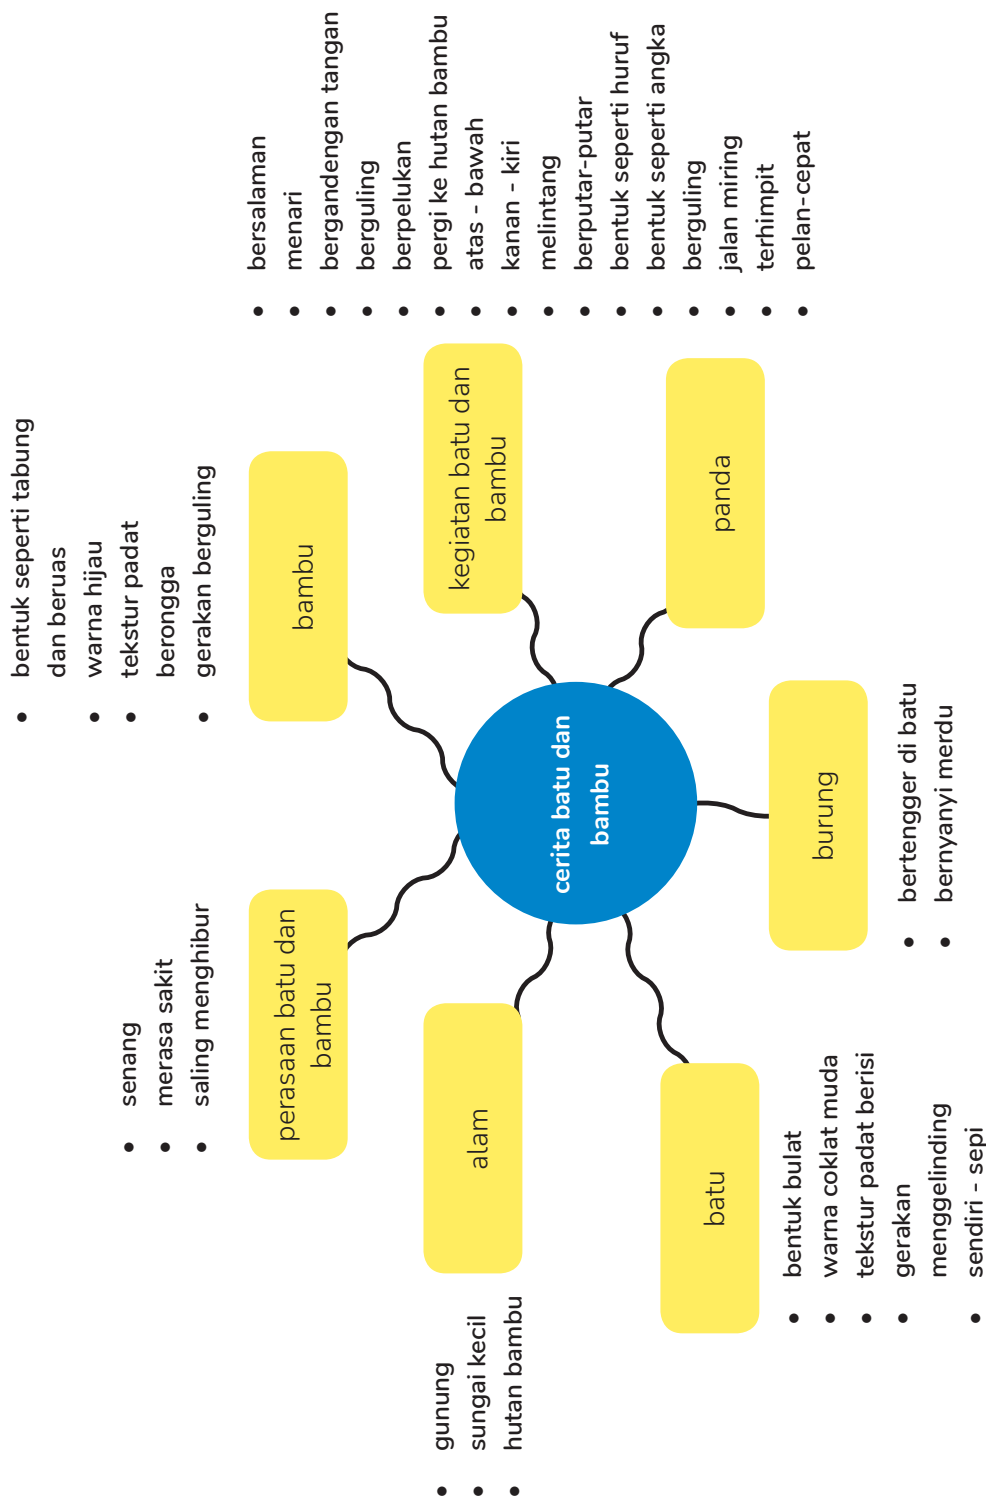 cerita batu dan
bambu
perasaan batu dan
bambu
• senang
• merasa sakit
• saling menghibur
bambu
• bentuk seperti tabung
dan beruas
• warna hijau
• tekstur padat
berongga
• gerakan berguling
kegiatan batu dan
bambu
• bersalaman
• menari
• bergandengan tangan
• berguling
• berpelukan
• pergi ke hutan bambu
• atas - bawah
• kanan - kiri
• melintang
• berputar-putar
• bentuk seperti huruf
• bentuk seperti angka
• berguling
• jalan miring
• terhimpit
• pelan-cepat
panda
burung
• bertengger di batu
• bernyanyi merdu
batu
• bentuk bulat
• warna coklat muda
• tekstur padat berisi
• gerakan
menggelinding
• sendiri - sepi
alam
• gunung
• sungai kecil
• hutan bambu